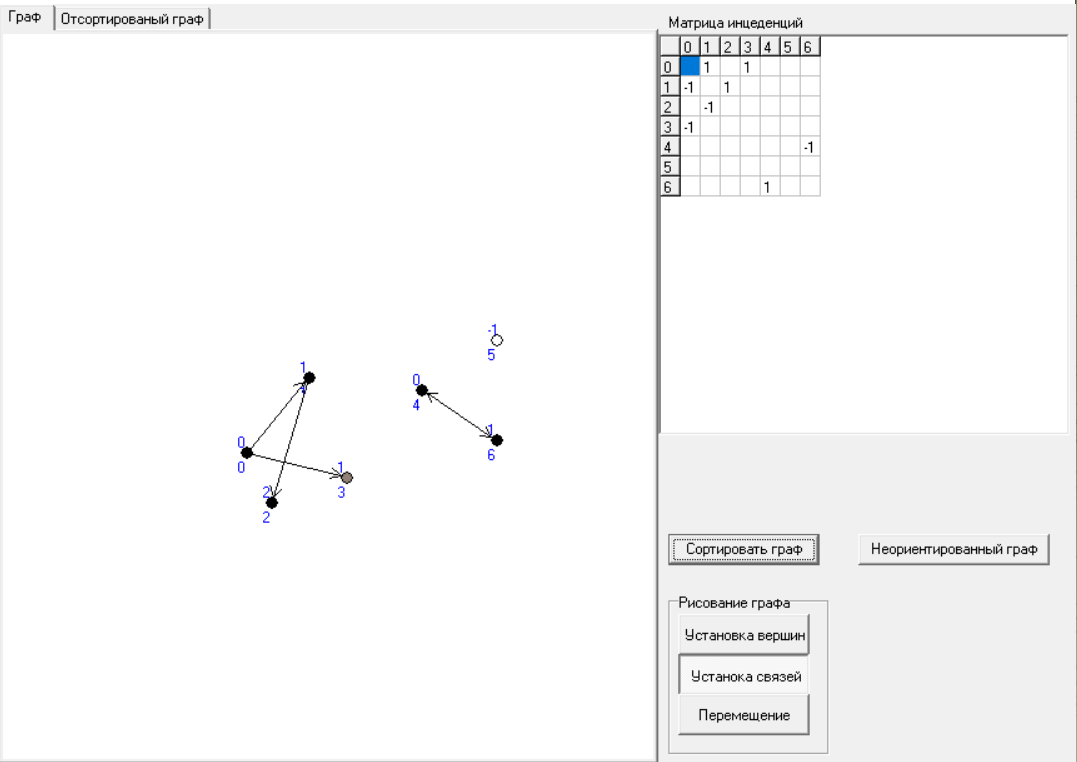 Граф Отсортированый граф
Матрица инцеденций
0 1 2 3 4 5 6
0 1 1
1 -1 1
2 -1
3 -1
4 -1
5
6 1
-1
5
1
1
0
4
1
6
0
0
1
3
2
2
Сортировать граф Неориентированный граф
Рисование графа
Установка вершин
Устанока связей
Перемещение